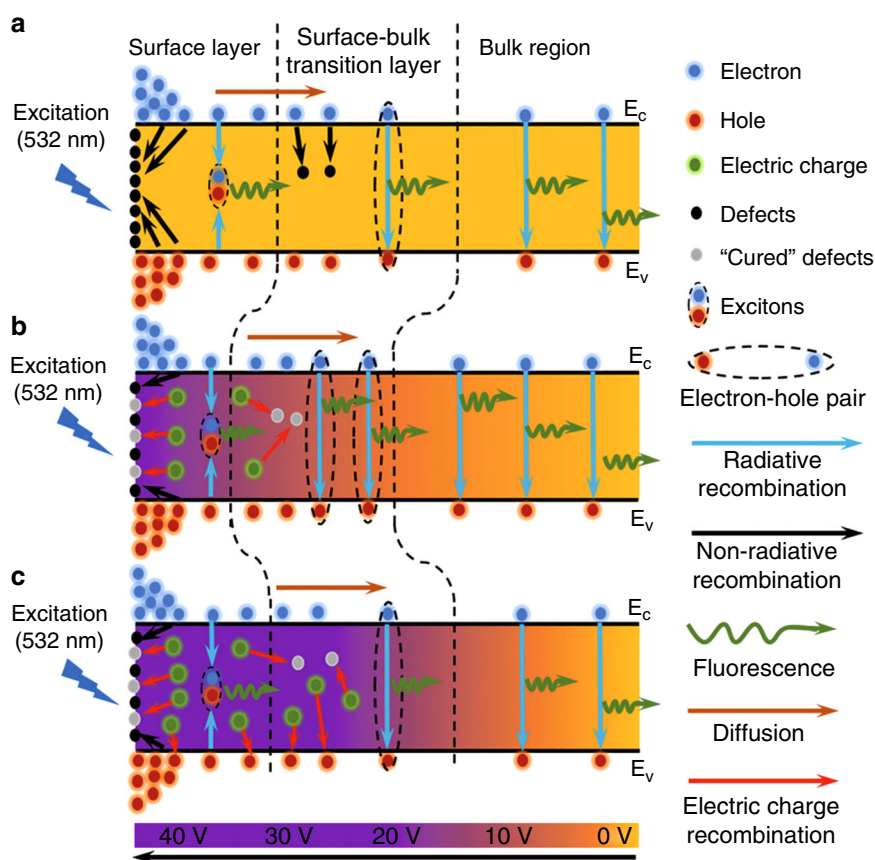 a
Surface layer
Surface-bulk
transition layer
Bulk region
Excitation
(532 nm)
Ec
Ev
b
Excitation
(532 nm)
Ec
Ev
c
Excitation
(532 nm)
Ec
Ev
40 V 30 V 20 V 10 V 0 V
Electron
Hole
Electric charge
Defects
“Cured” defects
Excitons
Electron-hole pair
Radiative
recombination
Non-radiative
recombination
Fluorescence
Diffusion
Electric charge
recombination